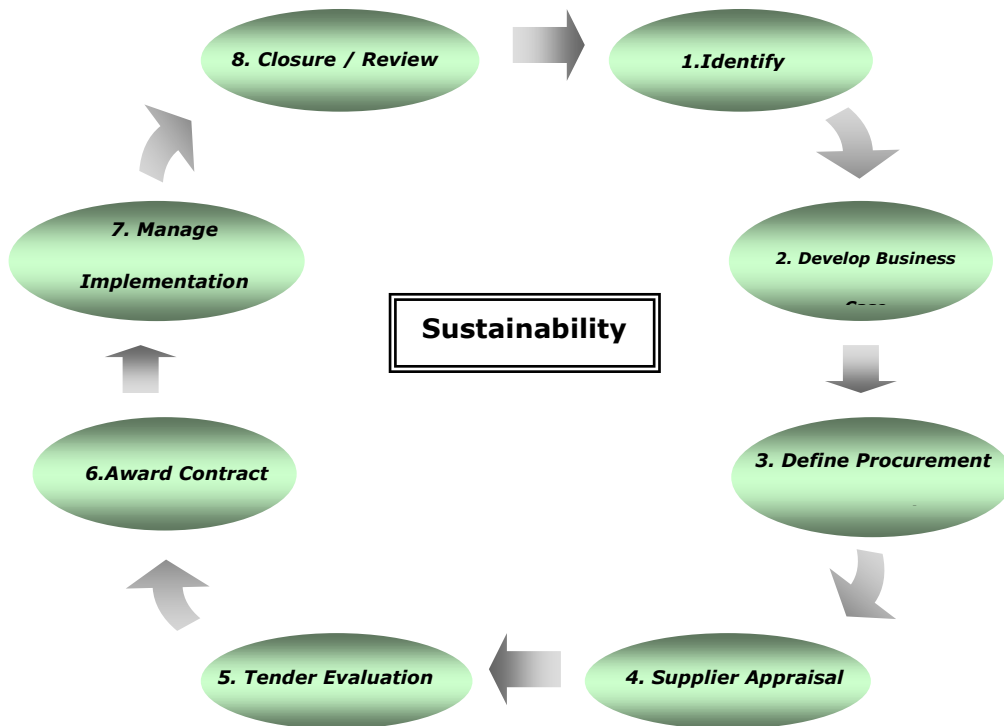 8. Closure / Review
1.Identify
7. Manage
Implementation
2. Develop Business
Sustainability
6.Award Contract
3. Define Procurement
5. Tender Evaluation
4. Supplier Appraisal